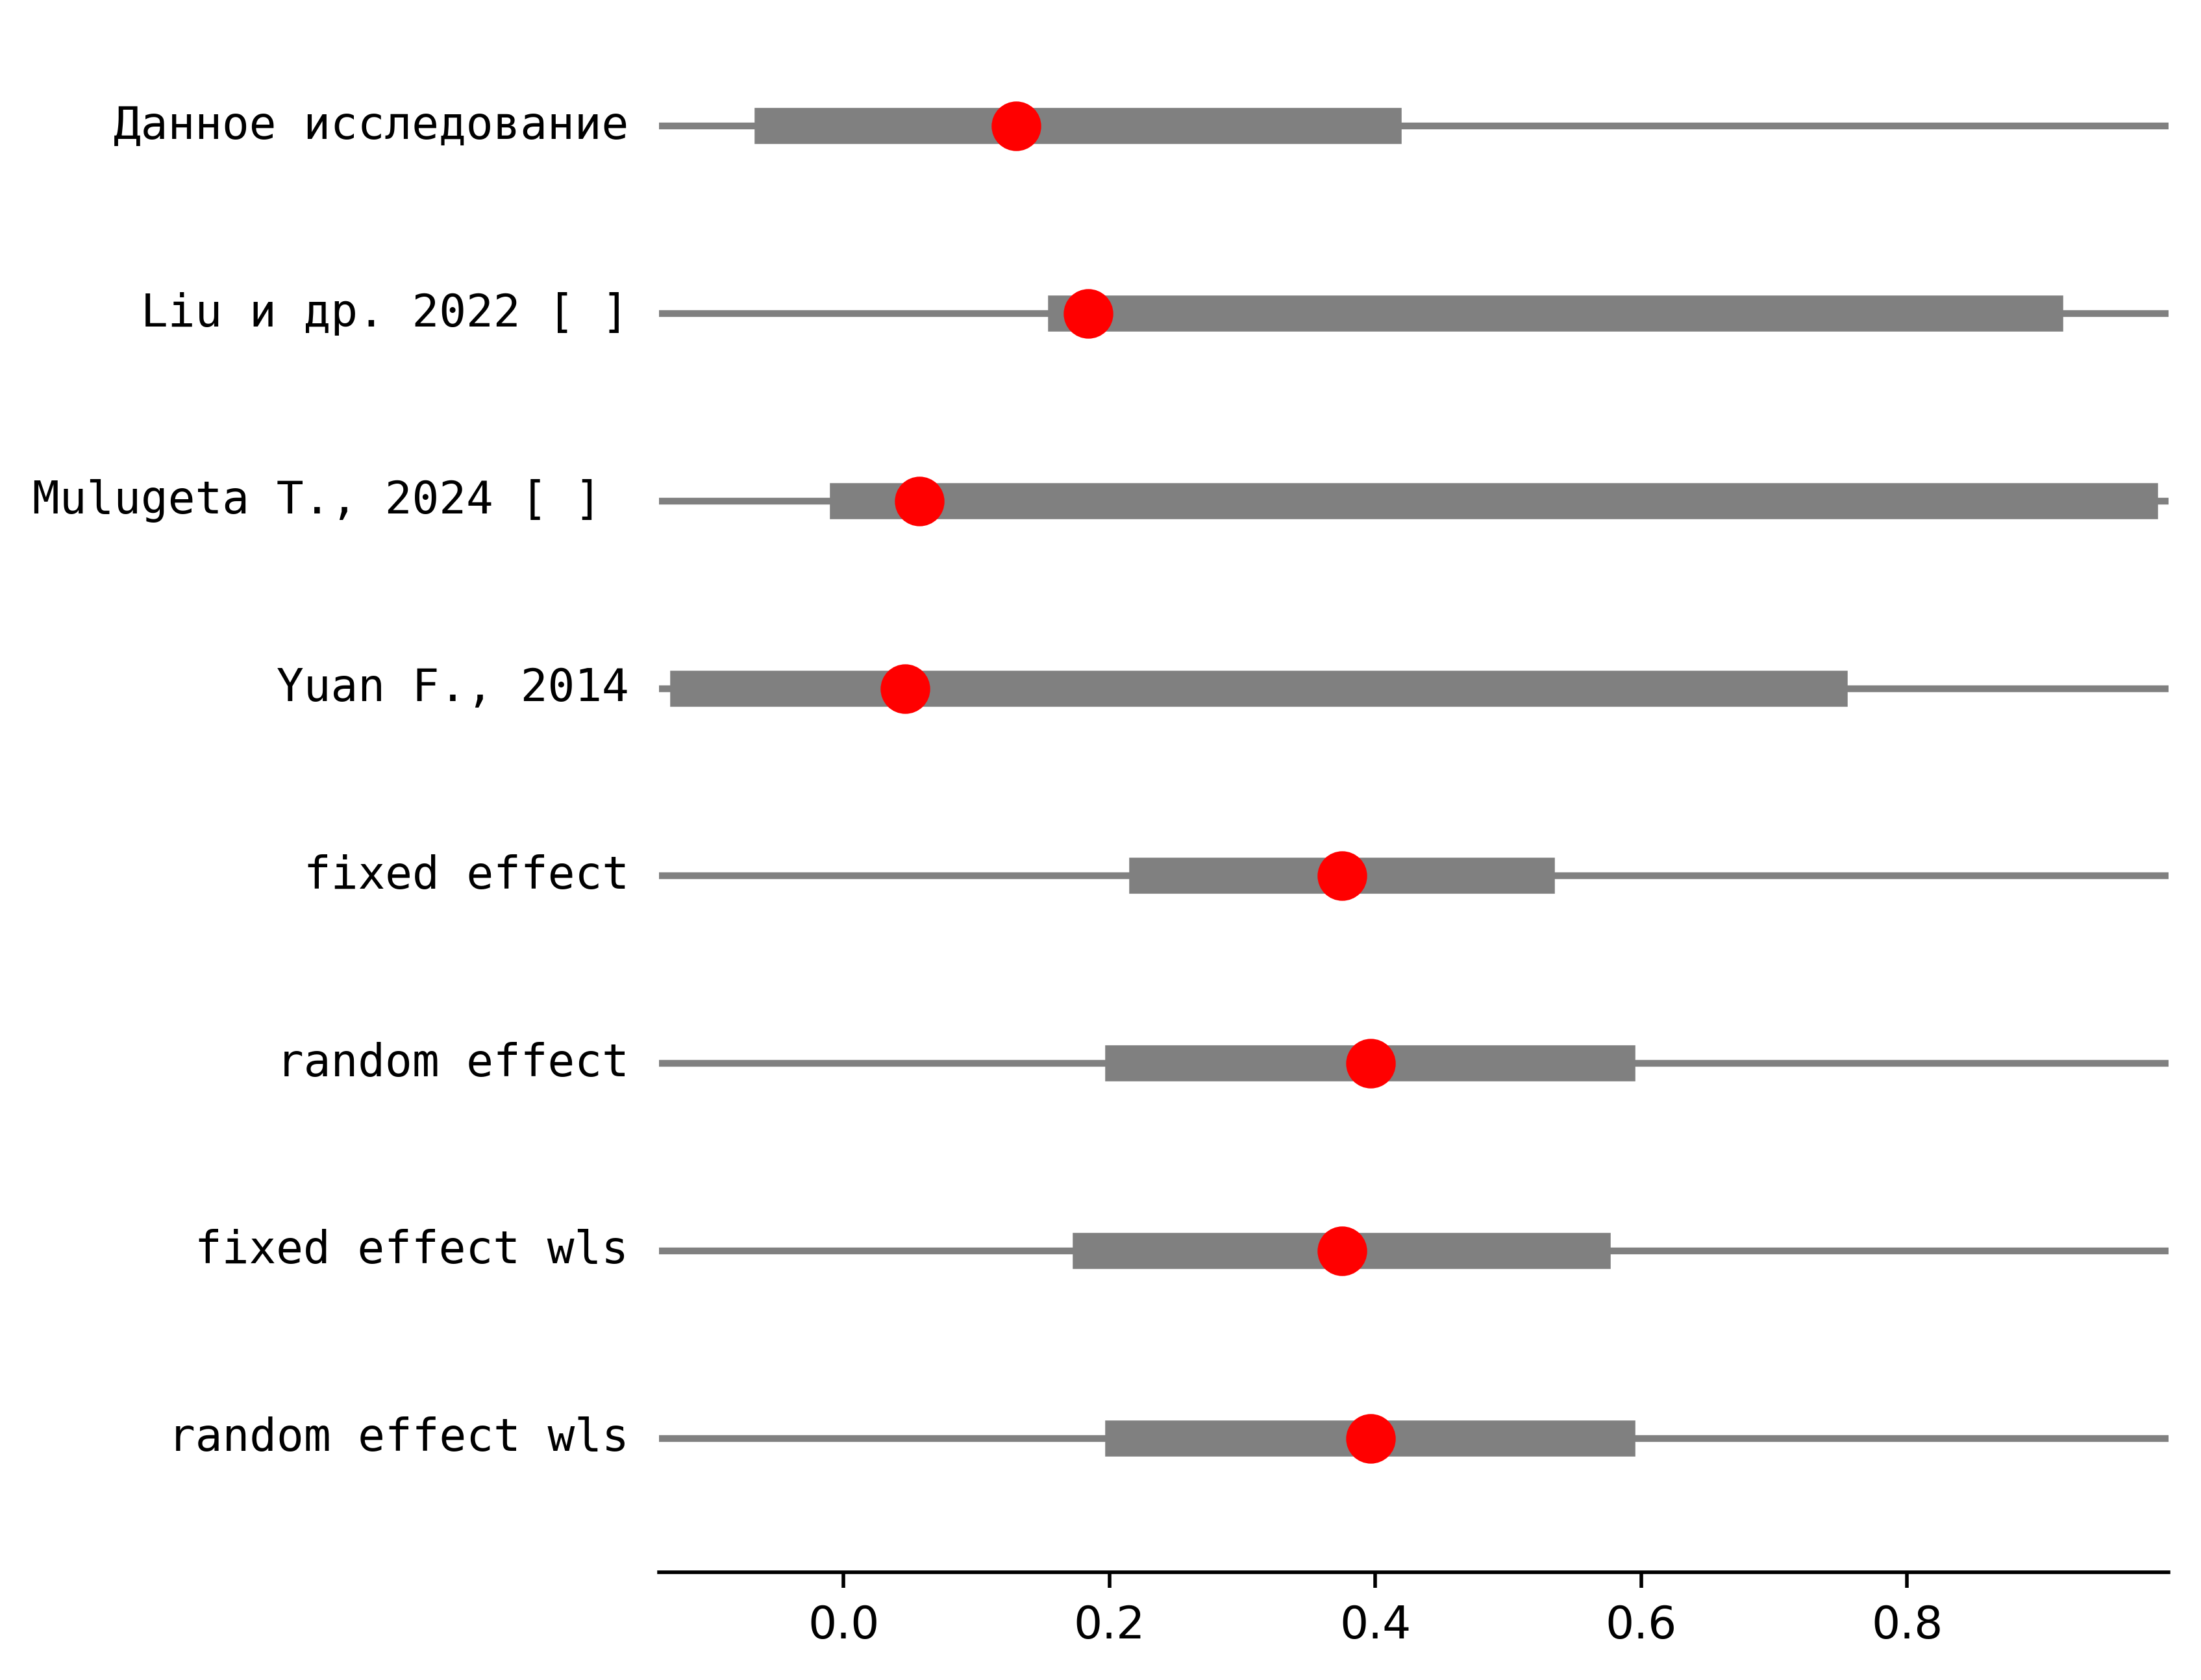 Данное исследование
Liu и др. 2022 [ ]
Mulugeta T., 2024 [ ]
Yuan F., 2014
fixed effect
random effect
fixed effect wls
random effect wls
0.0 0.2 0.4 0.6 0.8